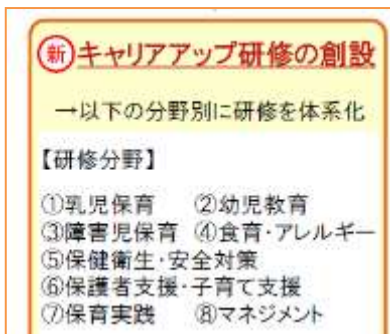 新 キャリアアップ研修の創設
→以下の分野別に研修を体系化
【研修分野】
①乳児保育 ②幼児教育
③障害児保育 ④食育・アレルギー
⑤保健衛生・安全対策
⑥保護者支援・子育て支援
⑦保育実践 ⑧マネジメント